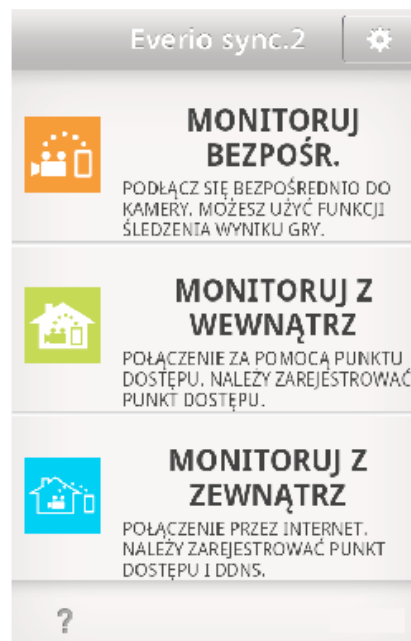 Everio sync.2
MONITORUJ
BEZPOŚR.
PODŁĄCZ SIĘ BEZPOŚREDNIO DO
KAMERY. MOŻESZ UŻYĆ FUNKCJI
ŚLEDZENIA WYNIKU GRY.
MONITORUJ Z
WEWNĄTRZ
POŁĄCZENIE ZA POMOCĄ PUNKTU
DOSTĘPU. NALEŻY ZAREJESTROWAĆ
PUNKT DOSTĘPU.
MONITORUJ Z
ZEWNĄTRZ
POŁĄCZENIE PRZEZ INTERNET.
NALEŻY ZAREJESTROWAĆ PUNKT
DOSTĘPU I DDNS.
?